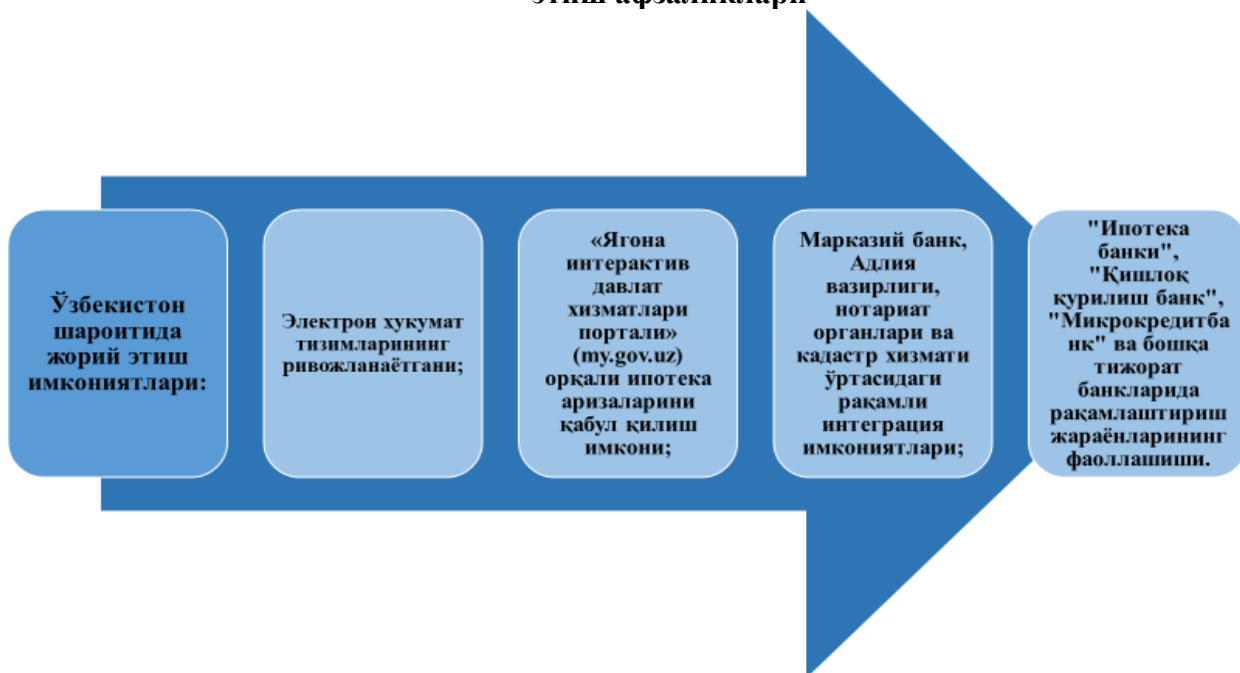 этиш афзалликлари
Ўзбекистон
шароитида
жорий этиш
имкониятлари:
Электрон ҳукумат
тизимларининг
ривожланаётгани;
«Ягона
интерактив
давлат
хизматлари
портали»
(my.gov.uz)
орқали ипотека
аризаларини
қабул қилиш
имкони;
Марказий банк,
Адлия
вазирлиги,
нотариат
органлари ва
кадастр хизмати
ўртасидаги
рақамли
интеграция
имкониятлари;
"Ипотека
банки",
"Қишлоқ
қурилиш банк",
"Микрокредитба
нк" ва бошқа
тижорат
банкларида
рақамлаштириш
жараёнларининг
фаоллашиши.